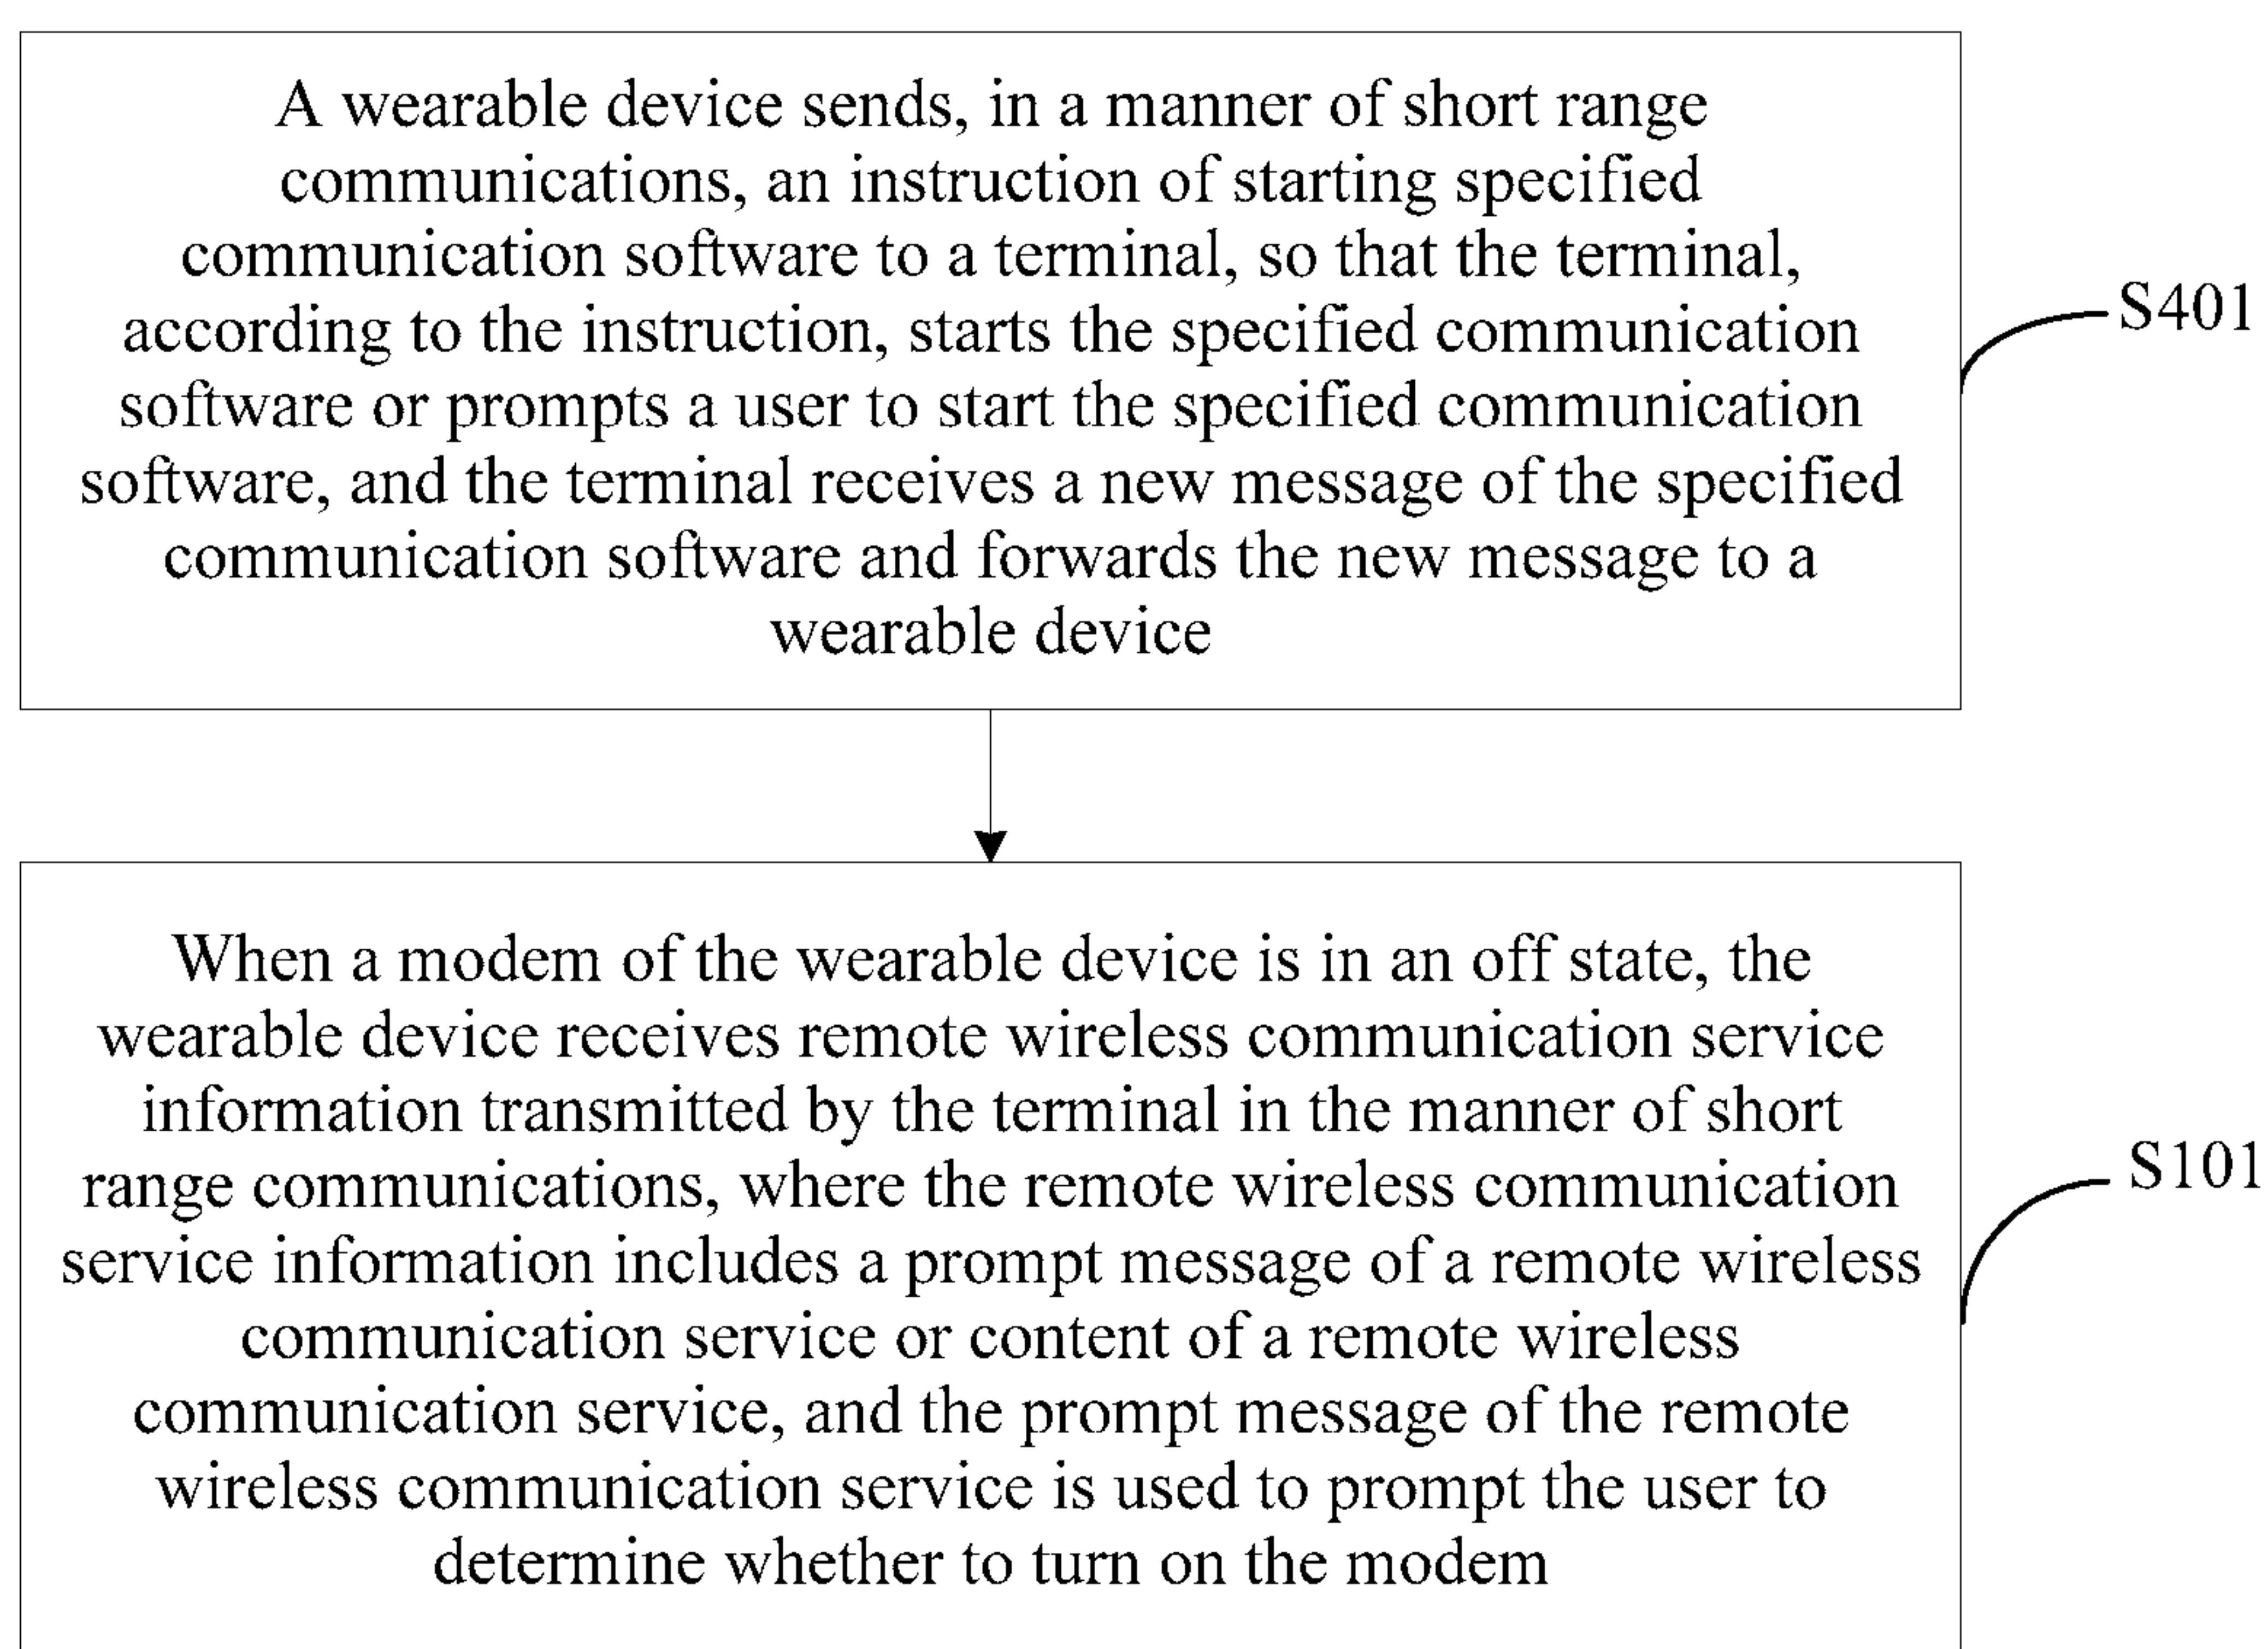 A wearable device sends, in a manner of short range
communications, an instruction of starting specified
communication software to a terminal, so that the terminal,
according to the instruction, starts the specified communication
software or prompts a user to start the specified communication
software, and the terminal receives a new message of the specified
communication software and forwards the new message to a
wearable device
S401
When a modem of the wearable device is in an off state, the
wearable device receives remote wireless communication service
information transmitted by the terminal in the manner of short
range communications, where the remote wireless communication
service information includes a prompt message of a remote wireless
communication service or content of a remote wireless
communication service, and the prompt message of the remote
wireless communication service is used to prompt the user to
determine whether to turn on the modem
S101